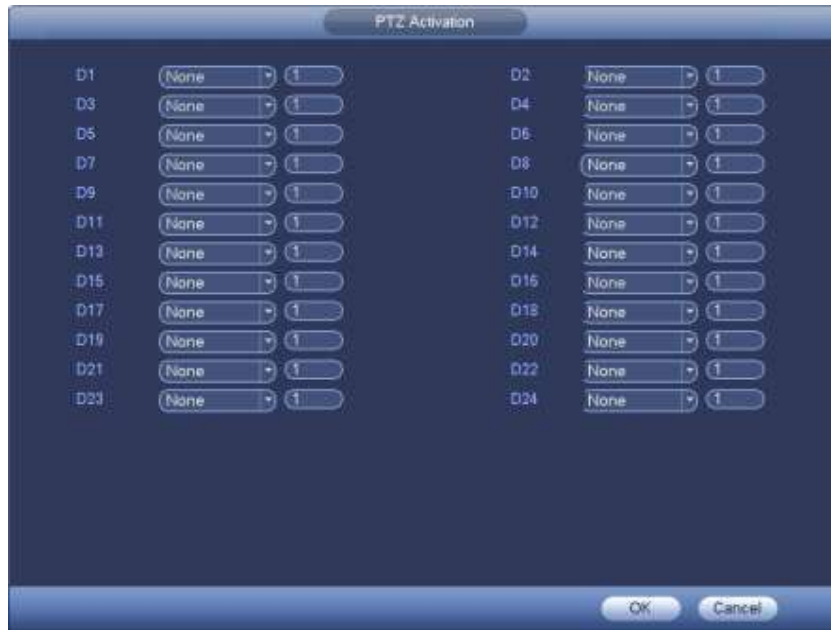 PTZ Activation
D1 None 1 D2 None 1
D3 None 1 D4 None 1
D5 None 1 D6 None 1
D7 None 1 D8 None 1
D9 None 1 D10 None 1
D11 None 1 D12 None 1
D13 None 1 D14 None 1
D15 None 1 D16 None 1
D17 None 1 D18 None 1
D19 None 1 D20 None 1
D21 None 1 D22 None 1
D23 None 1 D24 None 1
OK Cancel